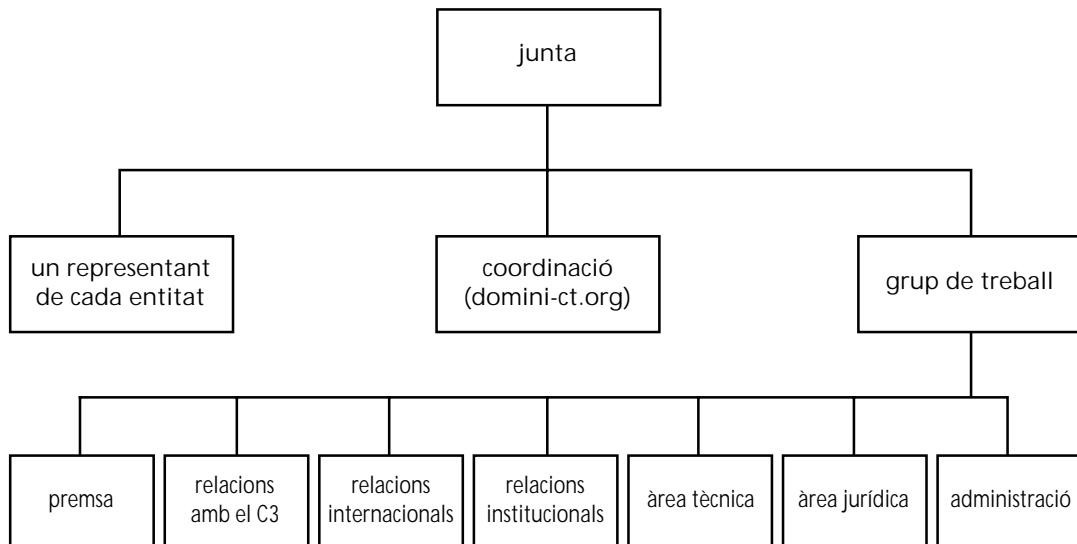 junta
un representant
de cada entitat
coordinació
(domini-ct.org)
grup de treball
premsa
relacions
amb el C3
relacions
internacionals
relacions
institucionals
àrea tècnica
àrea jurídica
administració